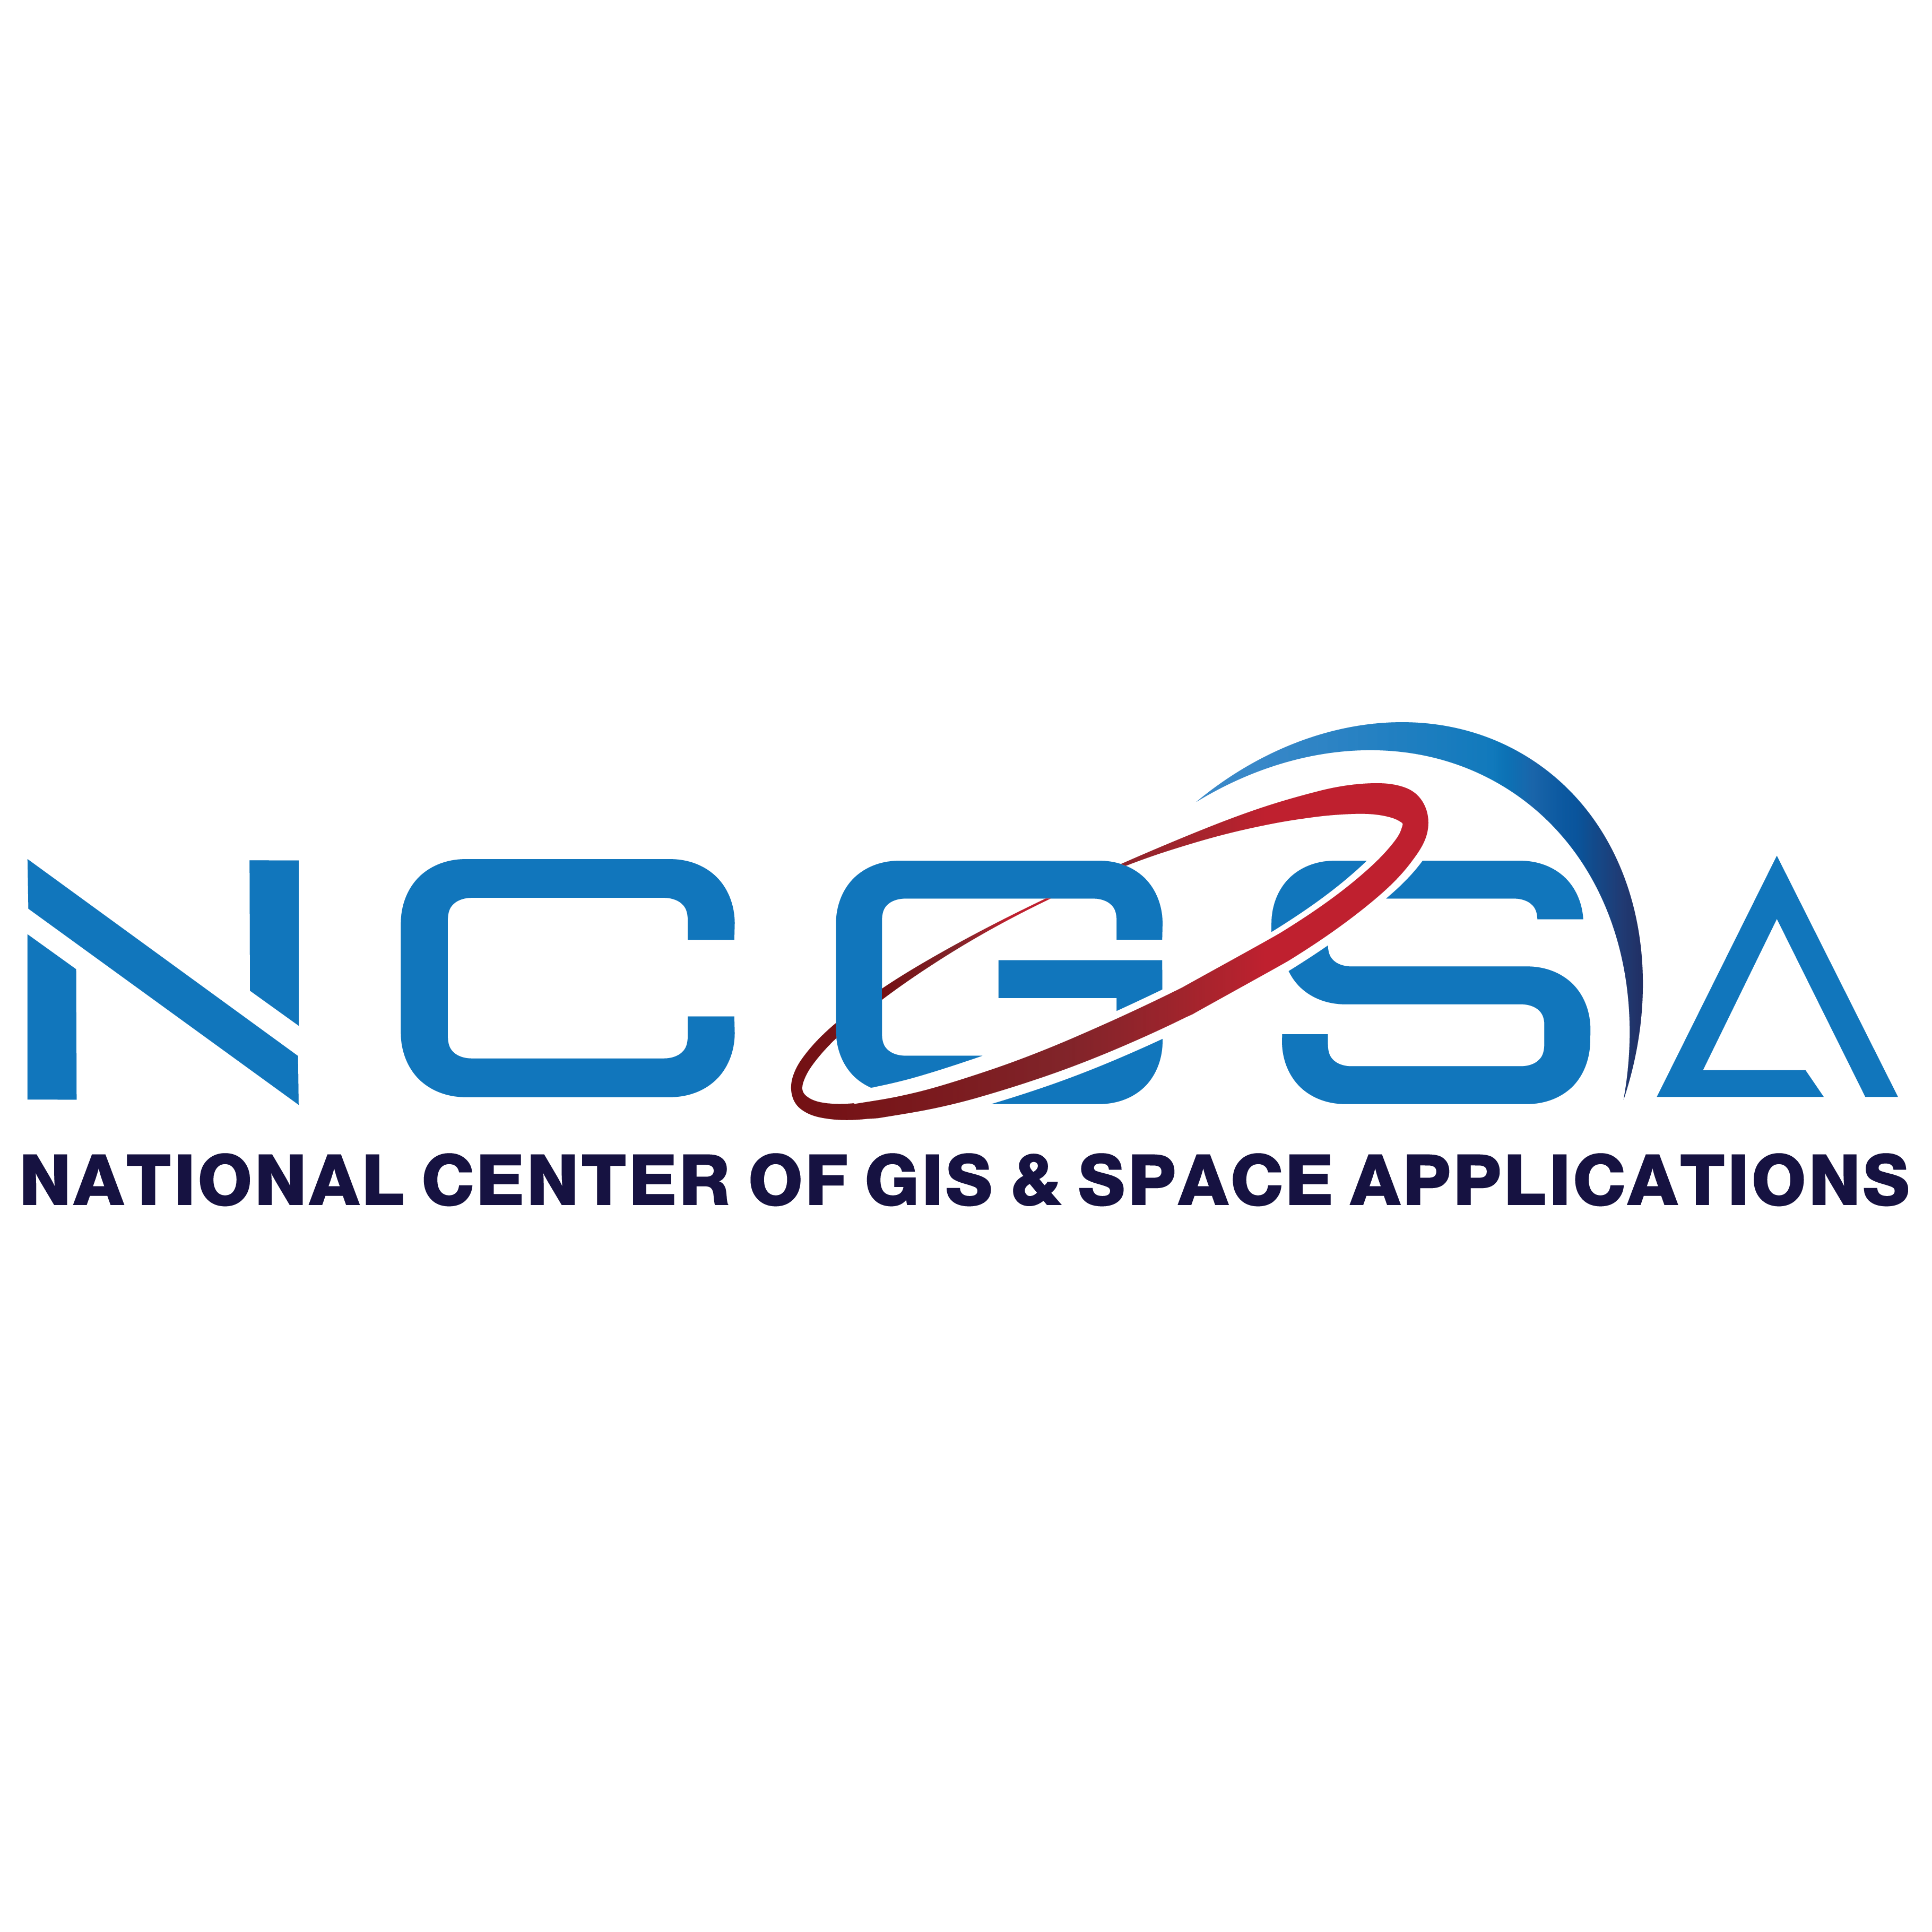 NCGSA
NATIONAL CENTER OF GIS & SPACE APPLICATIONS